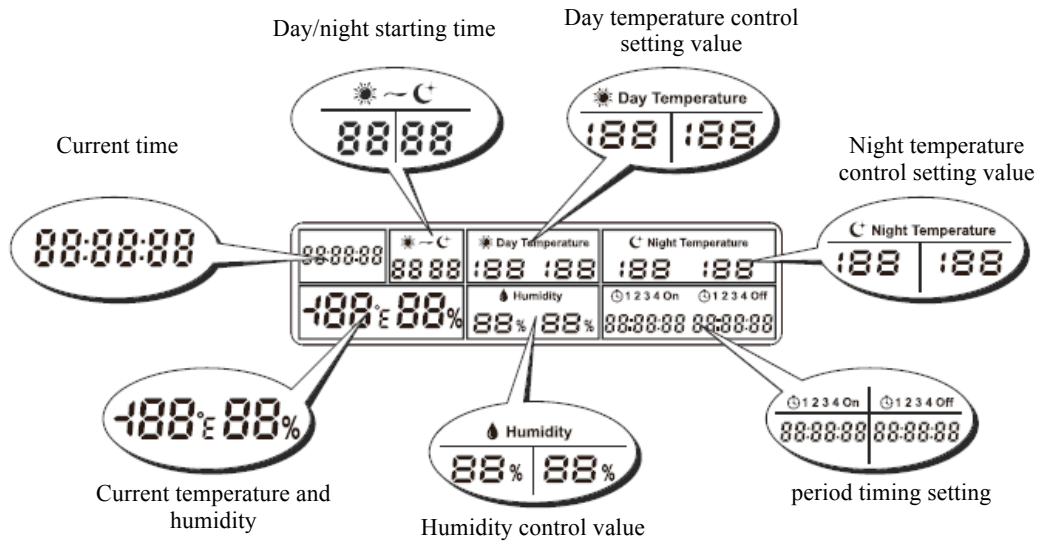 Day/night starting time
Day temperature control
setting value
88 88
Day Temperature
188 188
Current time
Night temperature
control setting value
88:88:88
Night Temperature
188 188
88:88:88
88 88
Day Temperature
188 188
Night Temperature
188 188
-188°E 88%
Humidity
88% 88%
1 2 3 4 On 1 2 3 4 Off
88:88:88 88:88:88
-188°E 88%
Humidity
88% 88%
1 2 3 4 On 1 2 3 4 Off
88:88:88 88:88:88
Current temperature and
humidity
Humidity control value
period timing setting